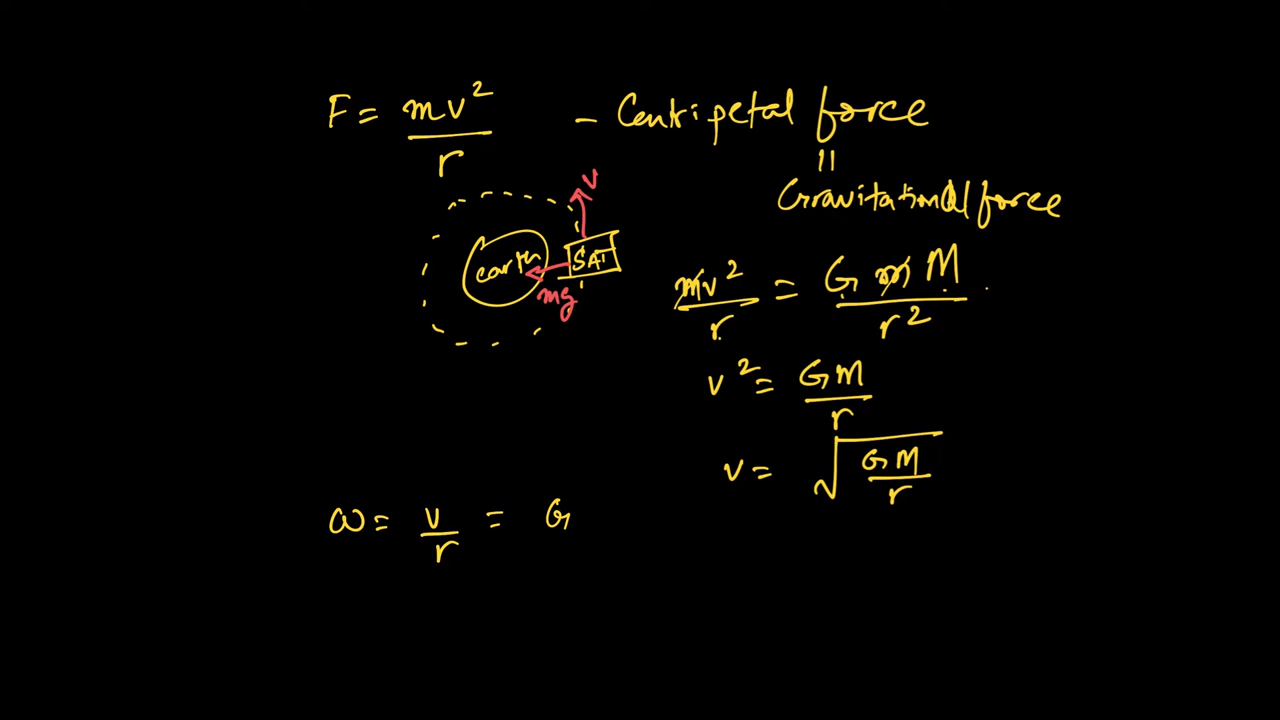 F = mv²/r - Centripetal force
||
Gravitational force
v
earth SAT
mg
mv²/r = G m M/r²
v² = GM/r
v = √(GM/r)
ω = v/r = G